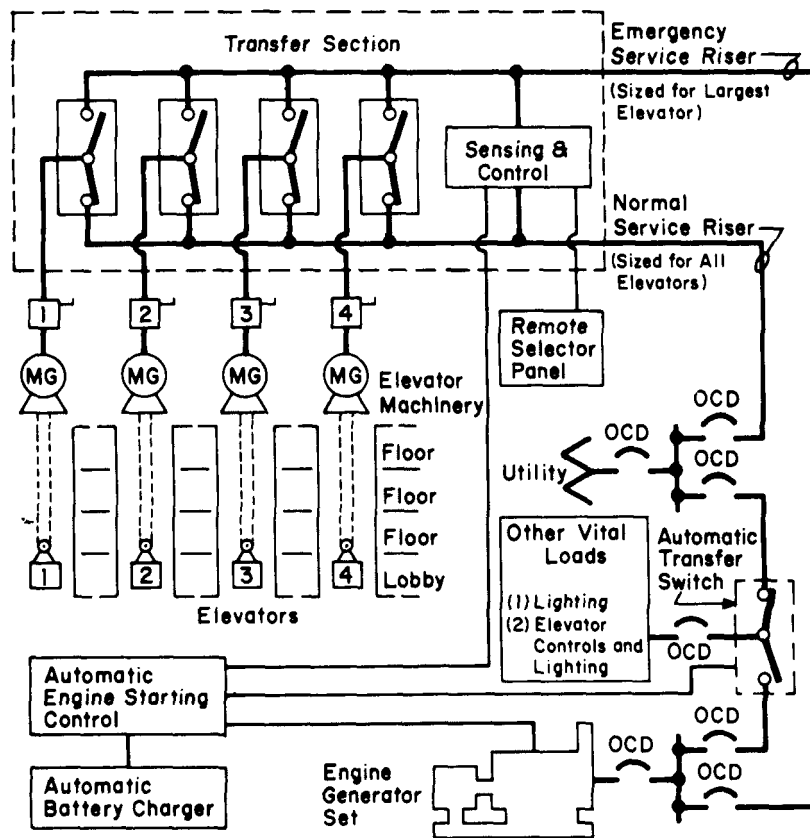 Transfer Section
Emergency
Service Riser
(Sized for Largest
Elevator)
Sensing &
Control
Normal
Service Riser
(Sized for All
Elevators)
1
2
3
4
Remote
Selector
Panel
MG
MG
MG
MG
Elevator
Machinery
OCD
OCD
OCD
Utility
Floor
Floor
Floor
Lobby
1
2
3
4
Elevators
Other Vital
Loads
(1) Lighting
(2) Elevator
Controls and
Lighting
Automatic
Transfer
Switch
OCD
Automatic
Engine Starting
Control
Automatic
Battery Charger
Engine
Generator
Set
OCD
OCD
OCD